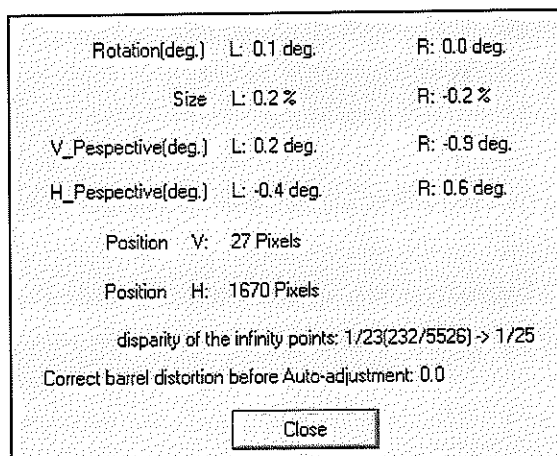 Rotation(deg.) L: 0.1 deg. R: 0.0 deg.
Size L: 0.2 % R: -0.2 %
V_Pespective(deg.) L: 0.2 deg. R: -0.9 deg.
H_Pespective(deg.) L: -0.4 deg. R: 0.6 deg.
Position V: 27 Pixels
Position H: 1670 Pixels
disparity of the infinity points: 1/23(232/5526) -> 1/25
Correct barrel distortion before Auto-adjustment: 0.0
Close